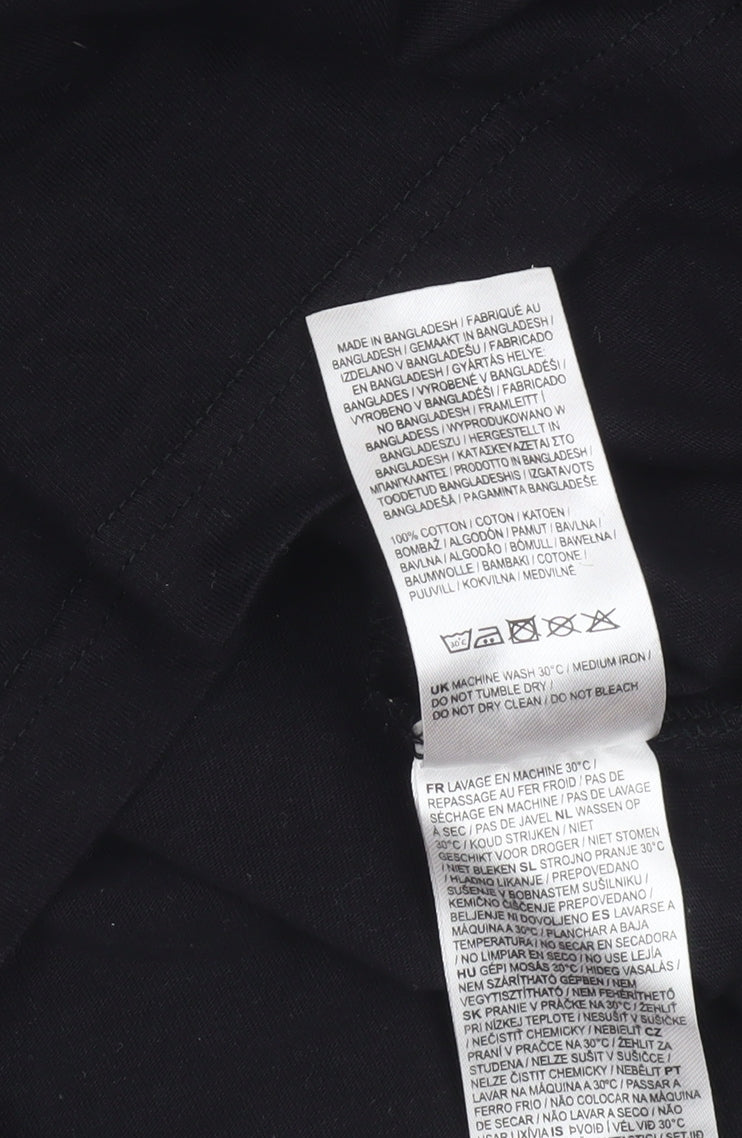 MADE IN BANGLADESH / FABRIQUÉ AU
BANGLADESH / GEMAAKT IN BANGLADESH /
IZDELANO V BANGLADEŠU / FABRICADO
EN BANGLADESH / GYÁRTÁS HELYE:
BANGLADES / VYROBENÉ V BANGLADÉŠI /
VYROBENO V BANGLADÉŠI / FABRICADO
NO BANGLADESH / FRAMLEITT Í
BANGLADESS / WYPRODUKOWANO W
BANGLADESZU / HERGESTELLT IN
BANGLADESH / ΚΑΤΑΣΚΕΥΑΖΕΤΑΙ ΣΤΟ
ΜΠΑΝΓΚΛΑΝΤΕΣ / PRODOTTO IN BANGLADESH /
TOODETUD BANGLADESHIS / IZGATAVOTS
BANGLADEŠĀ / PAGAMINTA BANGLADEŠE
100% COTTON / COTON / KATOEN /
BOMBAŽ / ALGODÓN / PAMUT / BAVLNA /
BAVLNA / ALGODÃO / BÓMULL / BAWEŁNA /
BAUMWOLLE / ΒΑΜΒΑΚΙ / COTONE /
PUUVILL / KOKVILNA / MEDVILNĖ
30°C
UK MACHINE WASH 30°C / MEDIUM IRON /
DO NOT TUMBLE DRY /
DO NOT DRY CLEAN / DO NOT BLEACH
FR LAVAGE EN MACHINE 30°C /
REPASSAGE AU FER FROID / PAS DE
SÉCHAGE EN MACHINE / PAS DE LAVAGE
À SEC / PAS DE JAVEL NL WASSEN OP
30°C / KOUD STRIJKEN / NIET
GESCHIKT VOOR DROGER / NIET STOMEN
/ NIET BLEKEN SL STROJNO PRANJE 30°C
/ HLADNO LIKANJE / PREPOVEDANO
SUŠENJE V BOBNASTEM SUŠILNIKU /
KEMIČNO ČIŠČENJE PREPOVEDANO /
BELJENJE NI DOVOLJENO ES LAVARSE A
MÁQUINA A 30°C / PLANCHAR A BAJA
TEMPERATURA / NO SECAR EN SECADORA
/ NO LIMPIAR EN SECO / NO USE LEJÍA
HU GÉPI MOSÁS 30°C / HIDEG VASALÁS /
NEM SZÁRÍTHATÓ GÉPBEN / NEM
VEGYTISZTÍTHATÓ / NEM FEHÉRÍTHETŐ
SK PRANIE V PRÁČKE NA 30°C / ŽEHLIŤ
PRI NÍZKEJ TEPLOTE / NESUŠIŤ V SUŠIČKE
/ NEČISTIŤ CHEMICKY / NEBIELIŤ CZ
PRANÍ V PRAČCE NA 30°C / ŽEHLIT ZA
STUDENA / NELZE SUŠIT V SUŠIČCE /
NELZE ČISTIT CHEMICKY / NEBĚLIT PT
LAVAR NA MÁQUINA A 30ºC / PASSAR A
FERRO FRIO / NÃO COLOCAR NA MÁQUINA
DE SECAR / NÃO LAVAR A SECO / NÃO
USAR LIXÍVIA IS ÞVOIÐ Í VÉL VIÐ 30°C